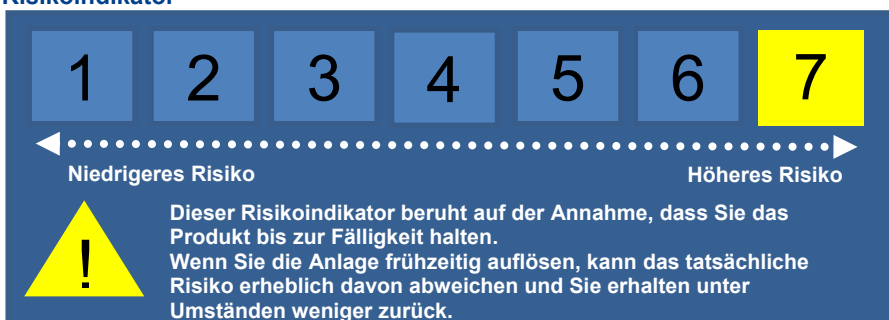 Risikoindikator
1 2 3 4 5 6 7
Niedrigeres Risiko Höheres Risiko
!
Dieser Risikoindikator beruht auf der Annahme, dass Sie das
Produkt bis zur Fälligkeit halten.
Wenn Sie die Anlage frühzeitig auflösen, kann das tatsächliche
Risiko erheblich davon abweichen und Sie erhalten unter
Umständen weniger zurück.